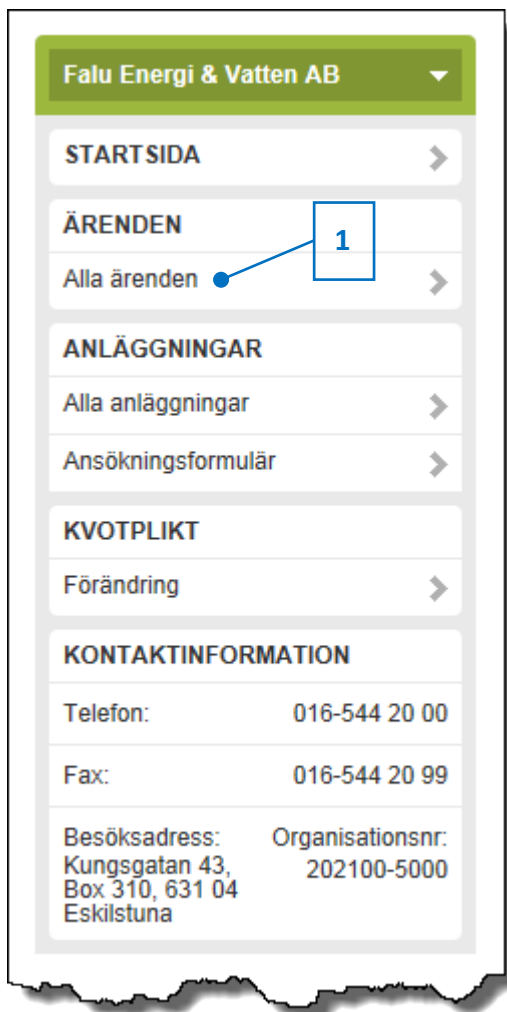 Falu Energi & Vatten AB
STARTSIDA
ÄRENDEN
1
Alla ärenden
ANLÄGGNINGAR
Alla anläggningar
Ansökningsformulär
KVOTPLIKT
Förändring
KONTAKTINFORMATION
Telefon: 016-544 20 00
Fax: 016-544 20 99
Besöksadress:
Kungsgatan 43,
Box 310, 631 04
Eskilstuna
Organisationsnr:
202100-5000